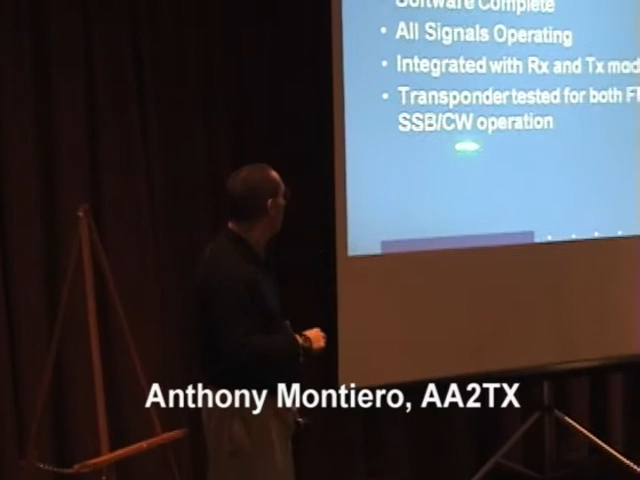 Software Complete
• All Signals Operating
• Integrated with Rx and Tx mod
• Transponder tested for both F
SSB/CW operation
Anthony Montiero, AA2TX